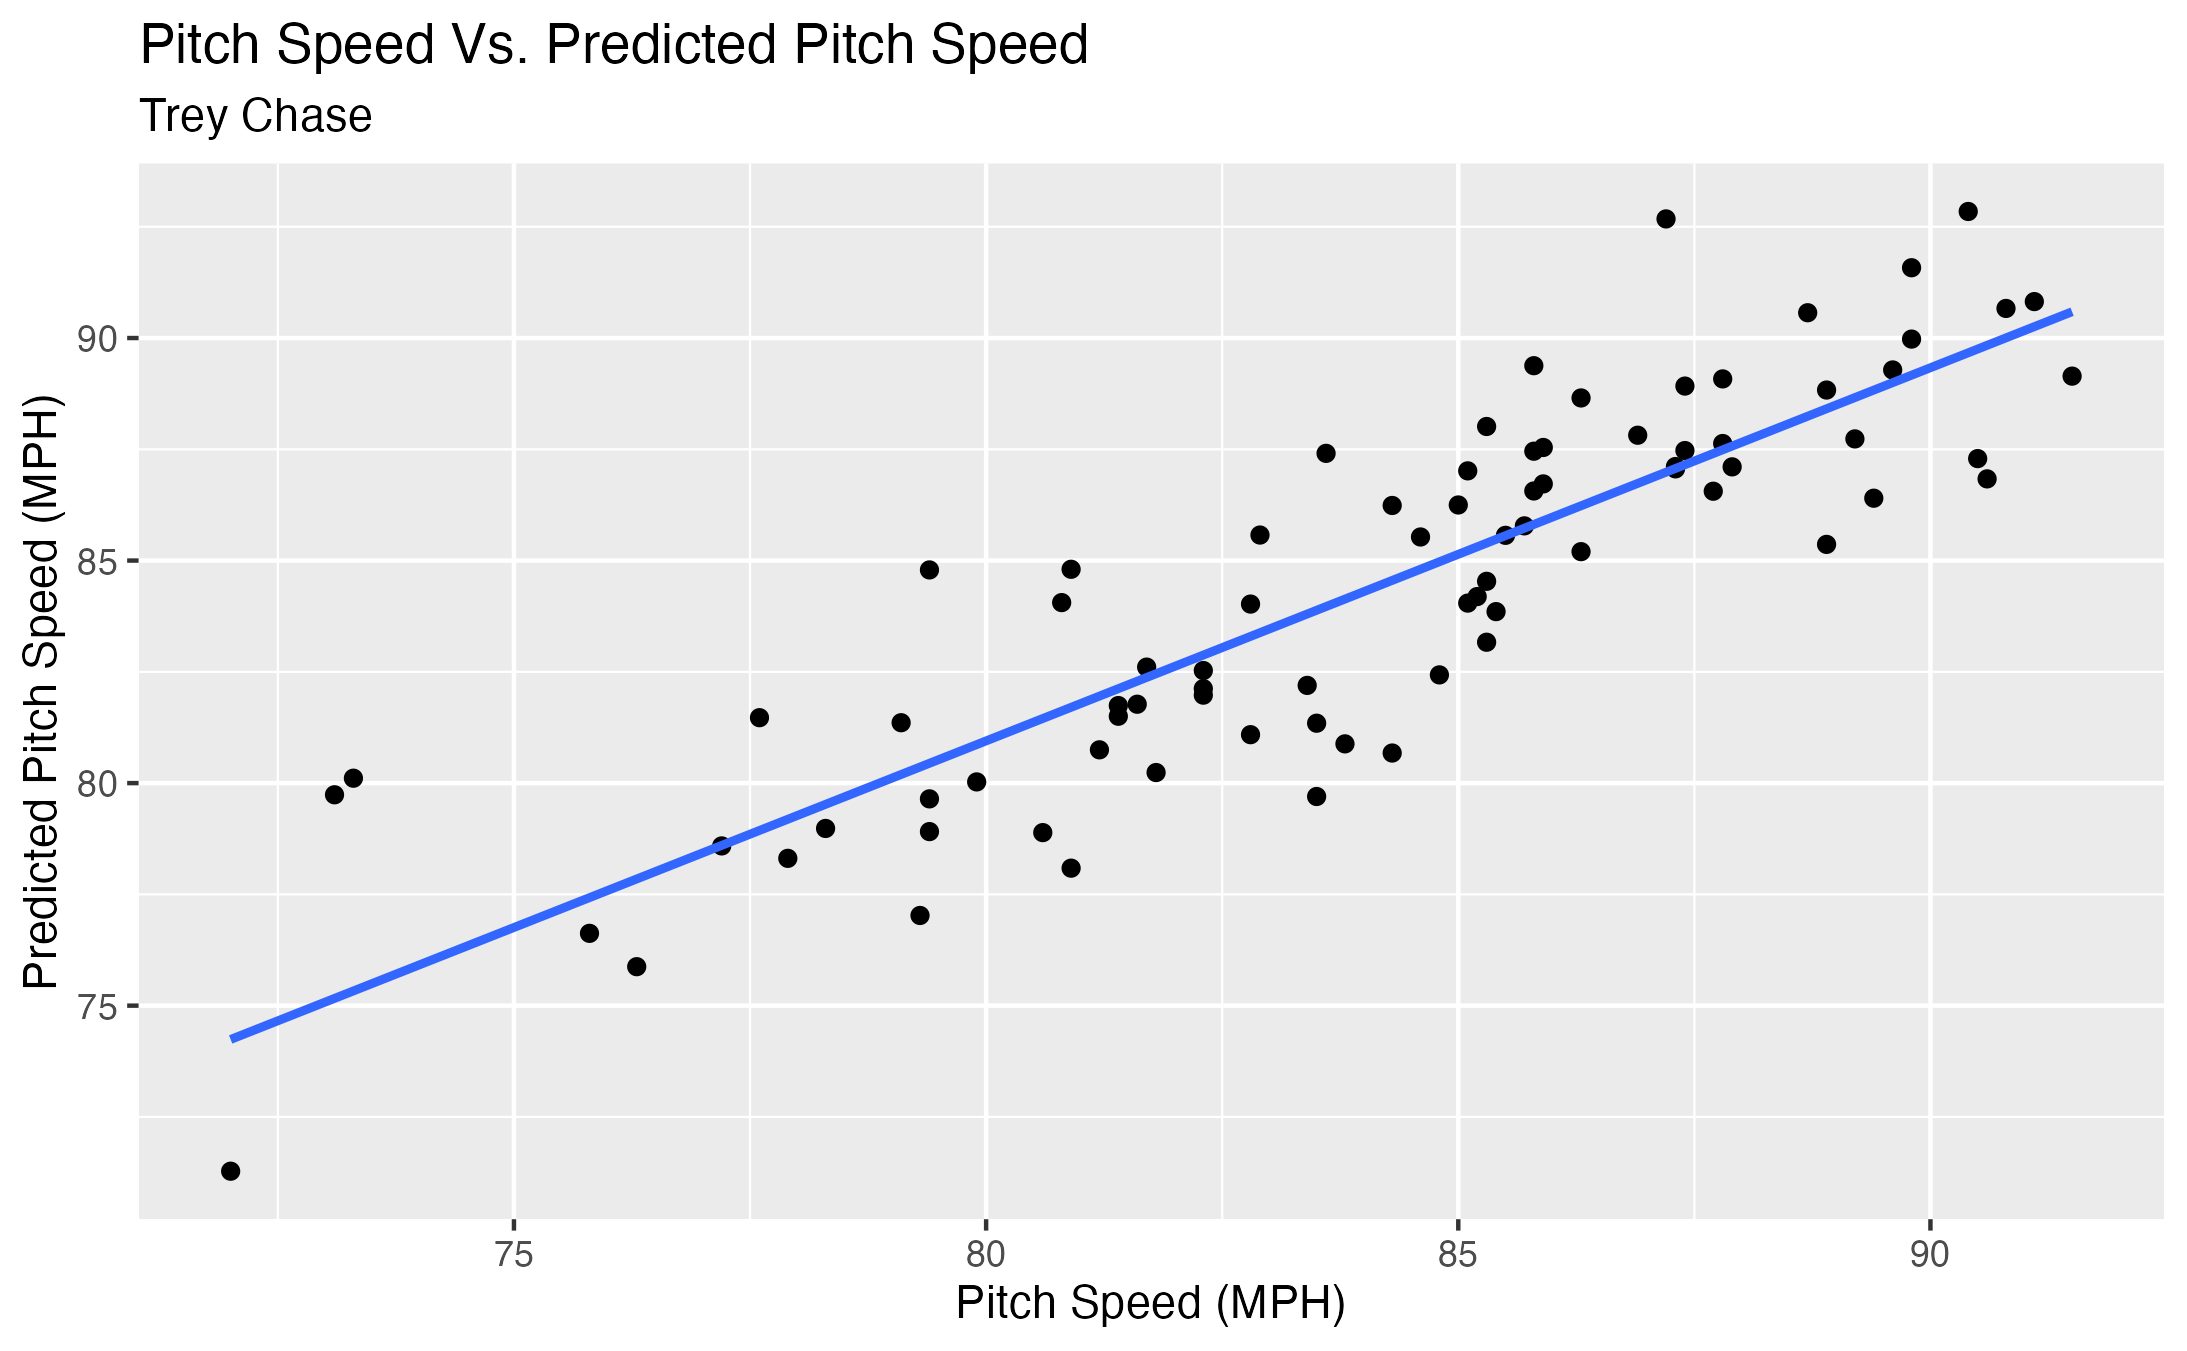 Pitch Speed Vs. Predicted Pitch Speed
Trey Chase
Predicted Pitch Speed (MPH)
90
85
80
75
75 80 85 90
Pitch Speed (MPH)